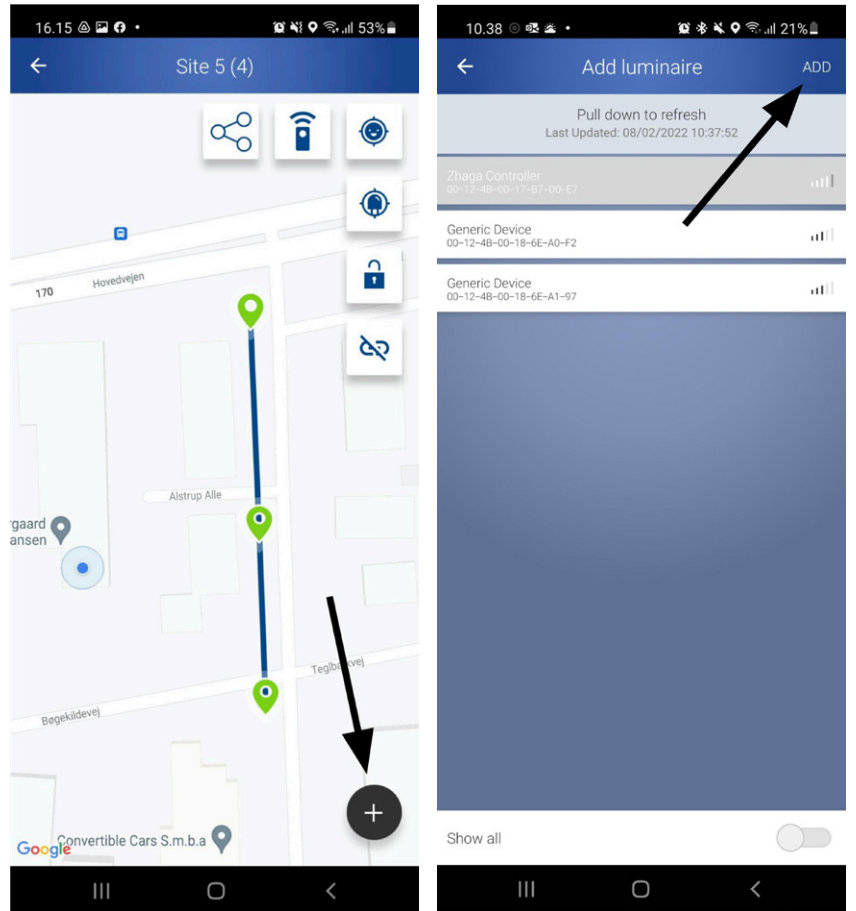 16.15
53%
Site 5 (4)
Hovedvejen
170
Alstrup Alle
ansen
Bøgekildevej
Convertible Cars S.m.b.a
Google
10.38
21%
Add luminaire
ADD
Pull down to refresh
Last Updated: 08/02/2022 10:37:52
Zhaga Controller
00-12-4B-00-17-B7-D0-E7
Generic Device
00-12-4B-00-18-6E-A0-F2
Generic Device
00-12-4B-00-18-6E-A1-97
Show all